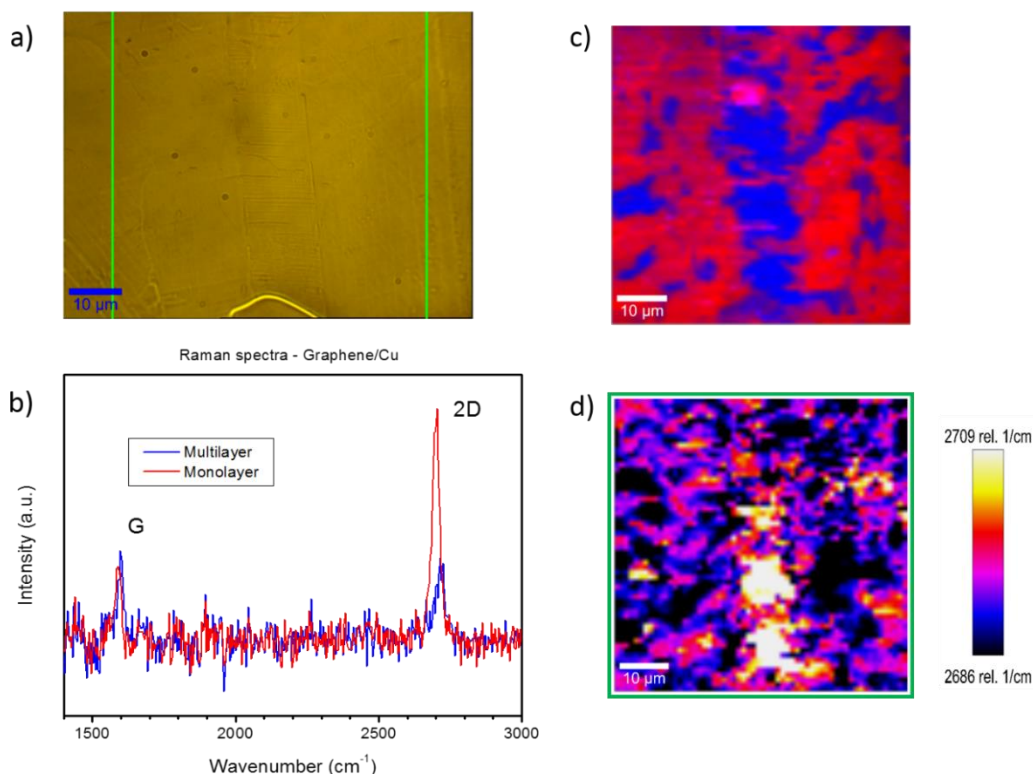 a)
10 µm
c)
10 µm
Raman spectra - Graphene/Cu
b)
2D
Multilayer
Monolayer
G
Intensity (a.u.)
1500
2000
2500
3000
Wavenumber (cm⁻¹)
d)
10 µm
2709 rel. 1/cm
2686 rel. 1/cm